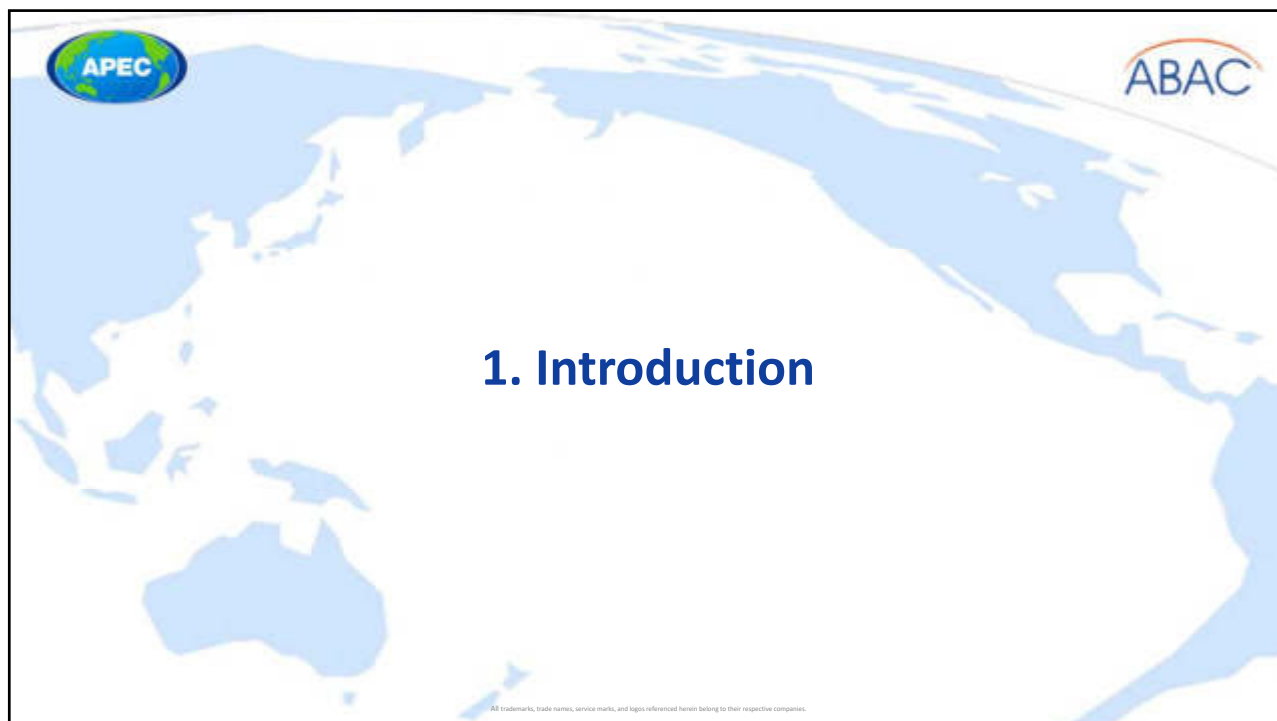 APEC
ABAC
1. Introduction
All trademarks, trade names, service marks, and logos referenced herein belong to their respective companies.